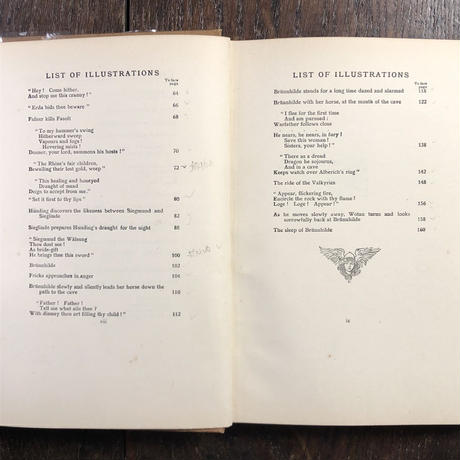 LIST OF ILLUSTRATIONS
To face
page
"Hey! Come hither,
And stop me this cranny!" 64
"Erda bids thee beware" 66
Fafner kills Fasolt 68
"To my hammer's swing
Hitherward sweep
Vapours and fogs!
Hovering mists!
Donner, your lord, summons his hosts!" 70
"The Rhine's fair children,
Bewailing their lost gold, weep" 72
"This healing and honeyed
Draught of mead
Deign to accept from me."
"Set it first to thy lips" 80
Hunding discovers the likeness between Siegmund and
Sieglinde 82
Sieglinde prepares Hunding's draught for the night 86
"Siegmund the Wälsung
Thou dost see!
As bride-gift
He brings thee this sword" 100
Brünnhilde 102
Fricka approaches in anger 104
Brünnhilde slowly and silently leads her horse down the
path to the cave 110
"Father! Father!
Tell me what ails thee?
With dismay thou art filling thy child!" 112
viii
LIST OF ILLUSTRATIONS
To face
page
Brünnhilde stands for a long time dazed and alarmed 118
Brünnhilde with her horse, at the mouth of the cave 122
"I flee for the first time
And am pursued:
Warfather follows close
He nears, he nears, in fury!
Save this woman!
Sisters, your help!" 138
"There as a dread
Dragon he sojourns,
And in a cave
Keeps watch over Alberich's ring" 142
The ride of the Valkyries 148
"Appear, flickering fire,
Encircle the rock with thy flame!
Loge! Loge! Appear!" 156
As he moves slowly away, Wotan turns and looks
sorrowfully back at Brünnhilde 158
The sleep of Brünnhilde 160
ix